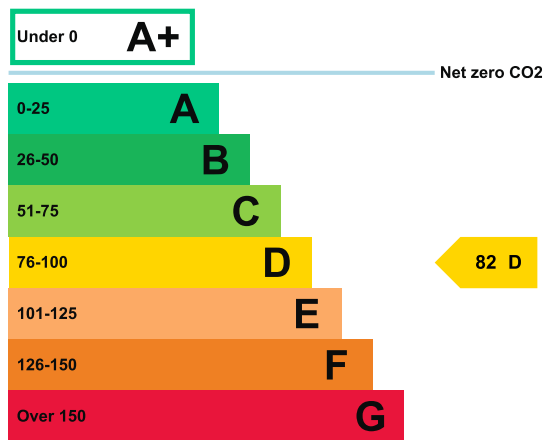 Under 0 A+
Net zero CO2
0-25 A
26-50 B
51-75 C
76-100 D 82 D
101-125 E
126-150 F
Over 150 G